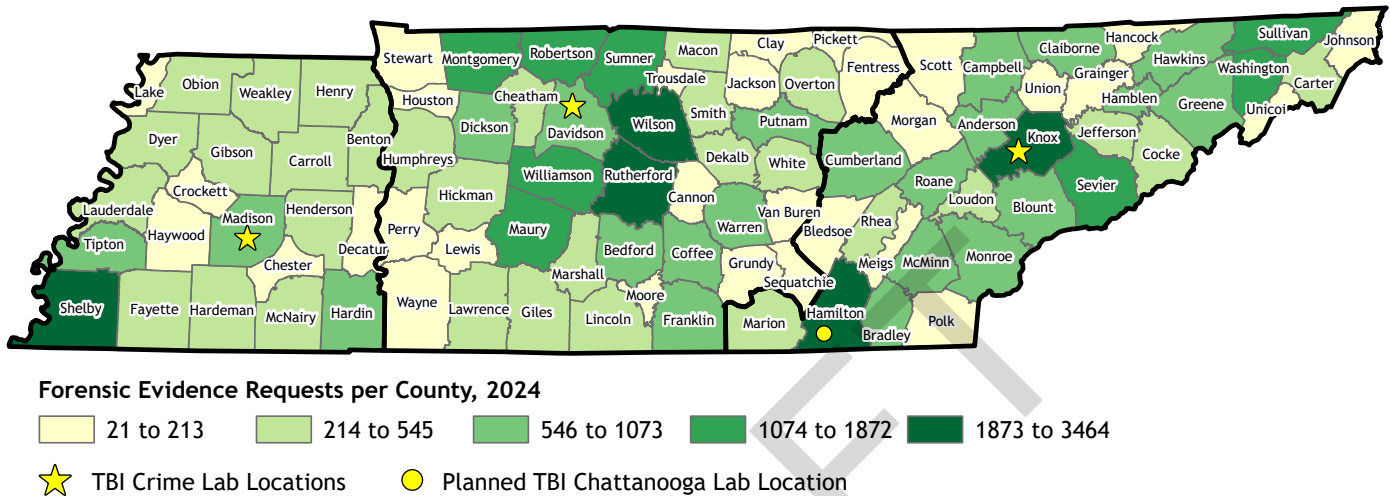 Stewart
Montgomery
Robertson
Sumner
Macon
Clay
Pickett
Fentress
Scott
Campbell
Claiborne
Hancock
Hawkins
Sullivan
Johnson
Lake
Obion
Weakley
Henry
Houston
Cheatham
Trousdale
Jackson
Overton
Union
Grainger
Hamblen
Washington
Carter
Unicoi
Greene
Dyer
Gibson
Carroll
Benton
Humphreys
Dickson
Davidson
Wilson
Smith
Putnam
Morgan
Anderson
Knox
Jefferson
Cocke
Crockett
Williamson
Rutherford
Dekalb
White
Cumberland
Roane
Loudon
Sevier
Blount
Lauderdale
Haywood
Madison
Henderson
Hickman
Cannon
Van Buren
Bledsoe
Rhea
Tipton
Decatur
Perry
Lewis
Maury
Bedford
Coffee
Warren
Grundy
Sequatchie
Meigs
McMinn
Monroe
Chester
Marshall
Moore
Shelby
Fayette
Hardeman
McNairy
Hardin
Wayne
Lawrence
Giles
Lincoln
Franklin
Marion
Hamilton
Bradley
Polk
Forensic Evidence Requests per County, 2024
21 to 213
214 to 545
546 to 1073
1074 to 1872
1873 to 3464
TBI Crime Lab Locations
Planned TBI Chattanooga Lab Location